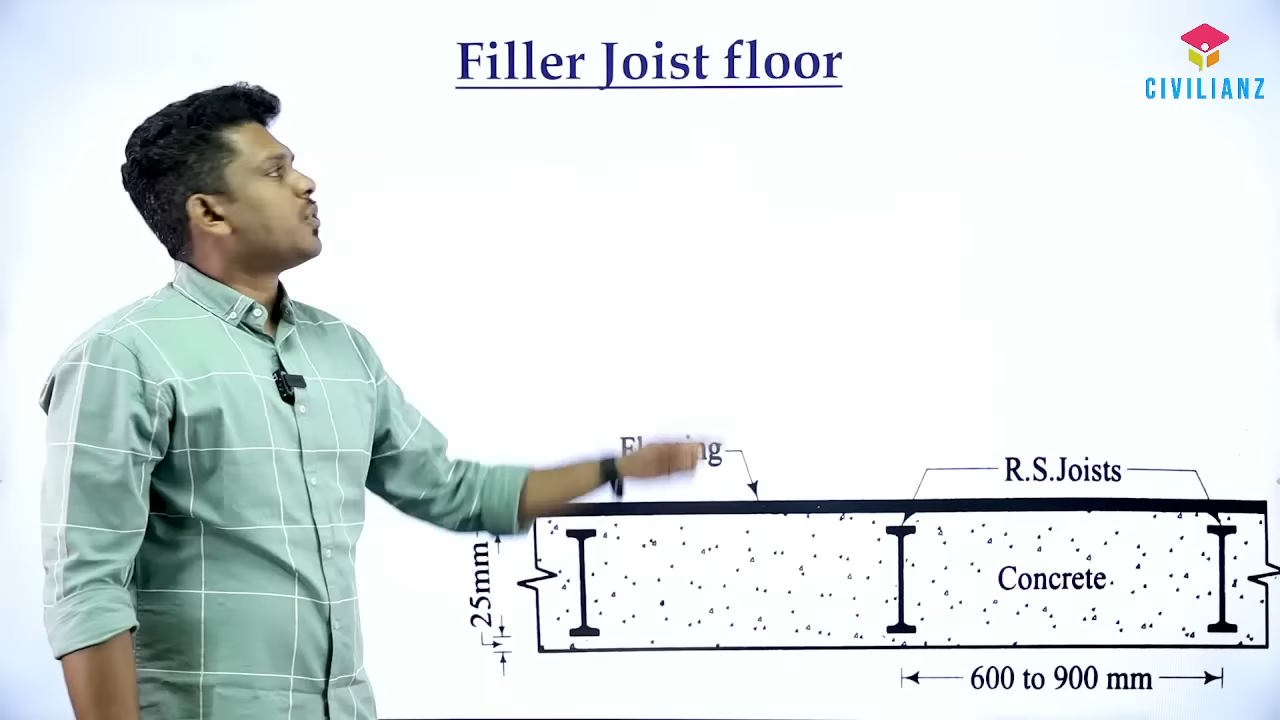 Filler Joist floor
CIVILIANZ
R.S.Joists
Concrete
25mm
600 to 900 mm